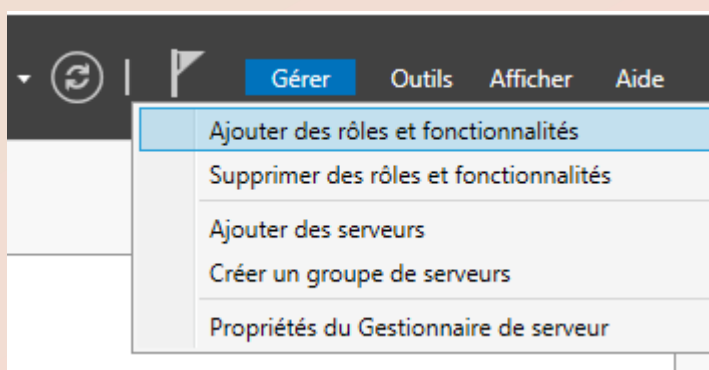 Gérer Outils Afficher Aide
Ajouter des rôles et fonctionnalités
Supprimer des rôles et fonctionnalités
Ajouter des serveurs
Créer un groupe de serveurs
Propriétés du Gestionnaire de serveur